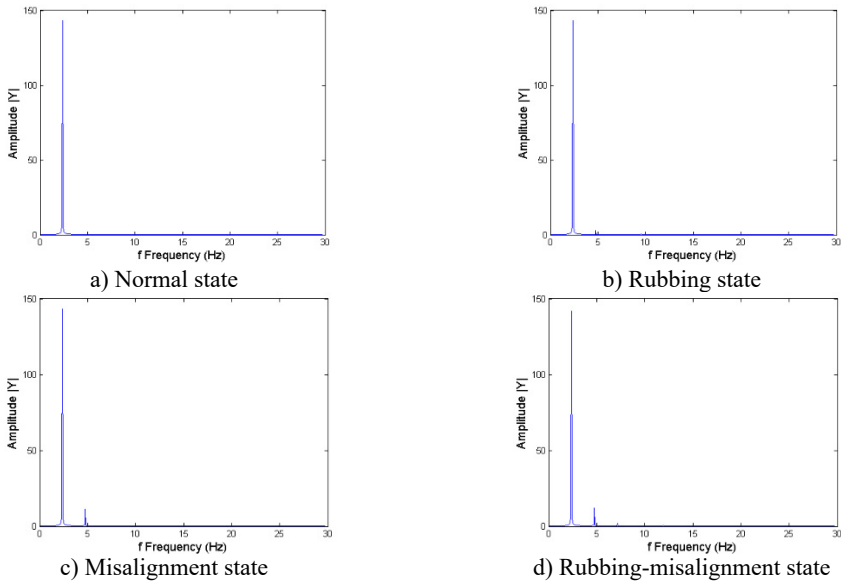 150
100
50
0
Amplitude |Y|
0 5 10 15 20 25 30
f Frequency (Hz)
a) Normal state
150
100
50
0
Amplitude |Y|
0 5 10 15 20 25 30
f Frequency (Hz)
b) Rubbing state
150
100
50
0
Amplitude |Y|
0 5 10 15 20 25 30
f Frequency (Hz)
c) Misalignment state
150
100
50
0
Amplitude |Y|
0 5 10 15 20 25 30
f Frequency (Hz)
d) Rubbing-misalignment state